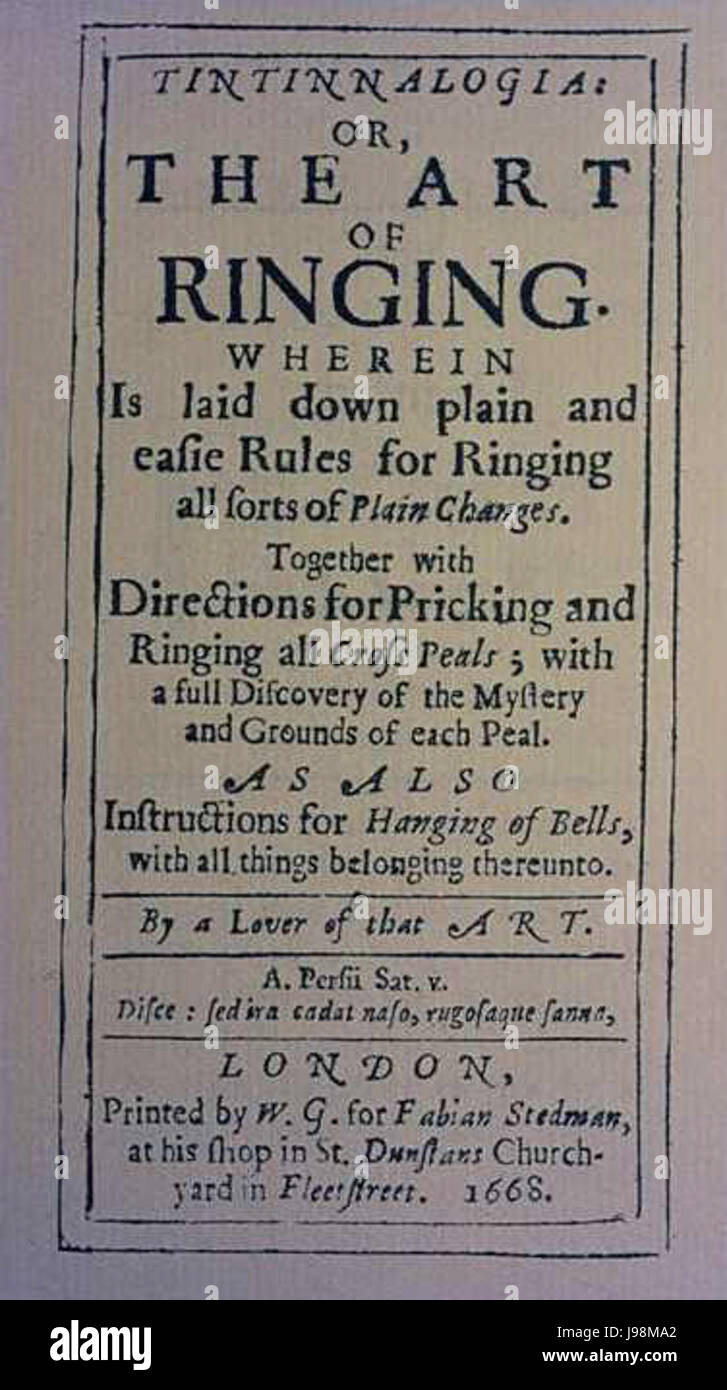 TINTINNALOGIA:
OR,
THE ART
OF
RINGING.
WHEREIN
Is laid down plain and
eaſie Rules for Ringing
all ſorts of Plain Changes.
Together with
Directions for Pricking and
Ringing all Croſs Peals; with
a full Diſcovery of the Myſtery
and Grounds of each Peal.
AS ALSO
Inſtructions for Hanging of Bells,
with all things belonging thereunto.
By a Lover of that ART.
A. Perſii Sat. v.
Diſce: ſed ira cadat naſo, rugoſaque ſanna,
LONDON,
Printed by W. G. for Fabian Stedman,
at his ſhop in St. Dunſtans Church-
yard in Fleetſtreet. 1668.
alamy
Image ID: J98MA2
www.alamy.com